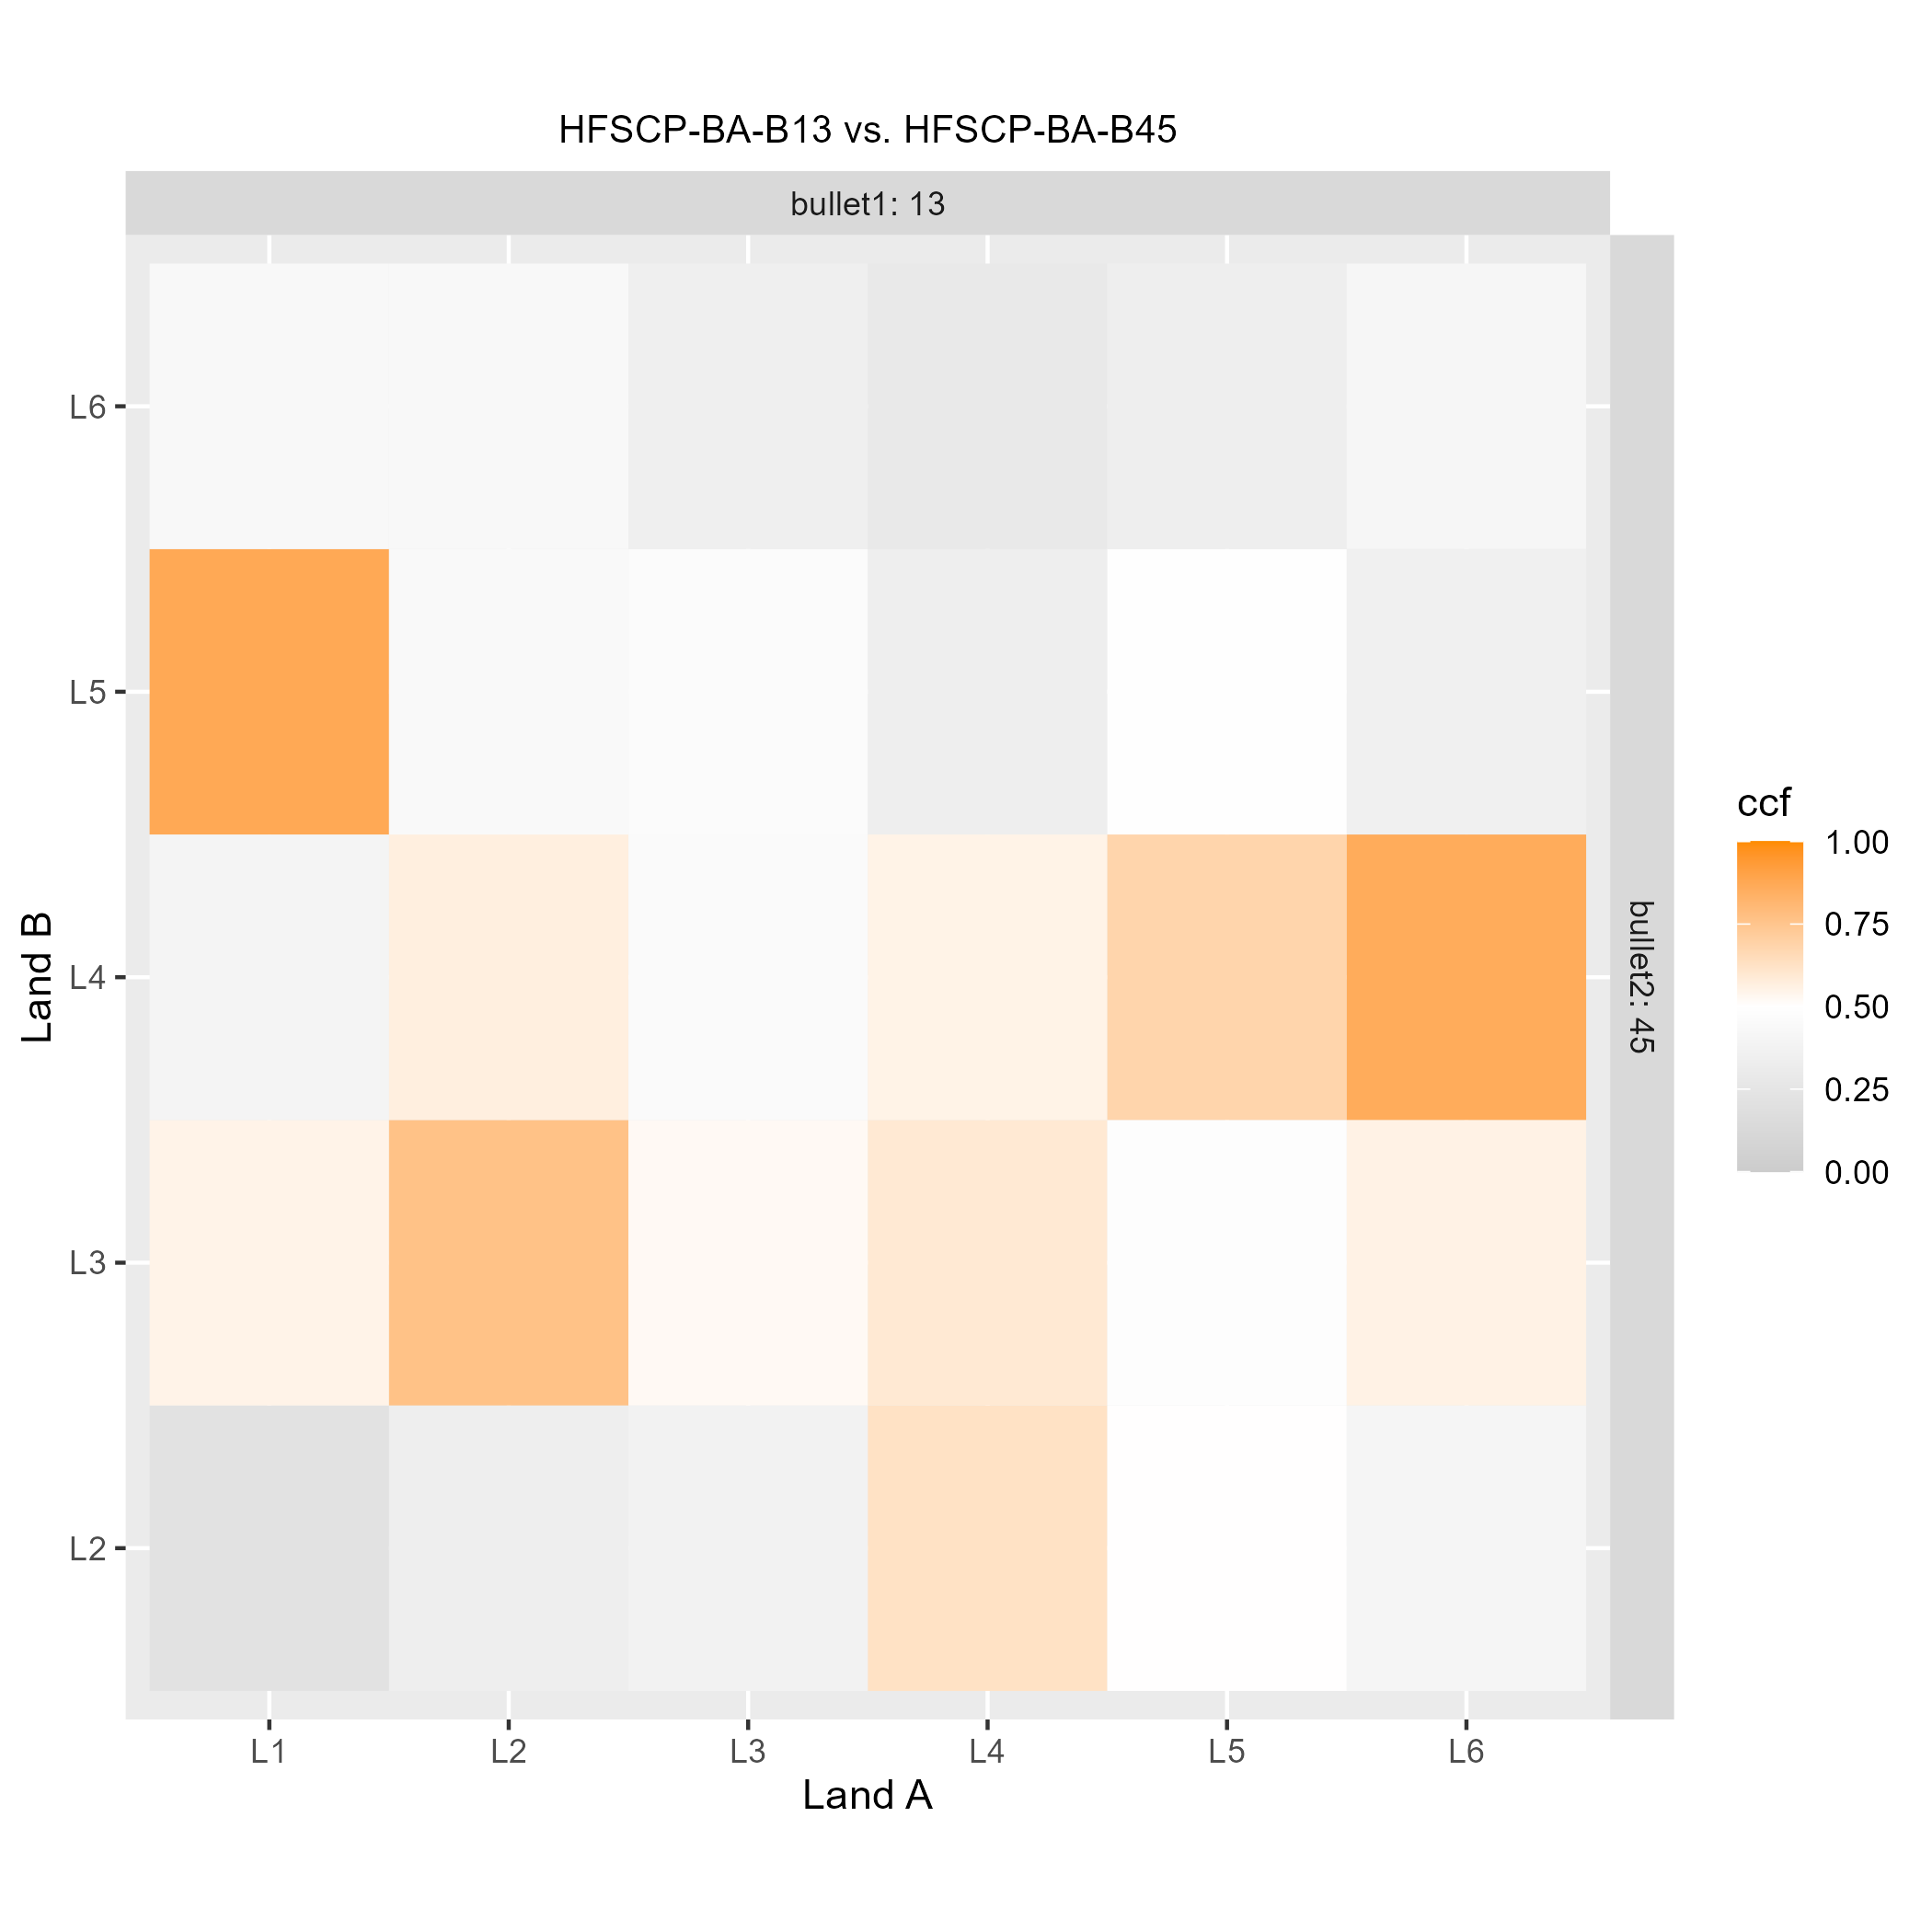 HFSCP-BA-B13 vs. HFSCP-BA-B45
bullet1: 13
L6
L5
L4
L3
L2
Land B
L1 L2 L3 L4 L5 L6
Land A
bullet2: 45
ccf
1.00
0.75
0.50
0.25
0.00